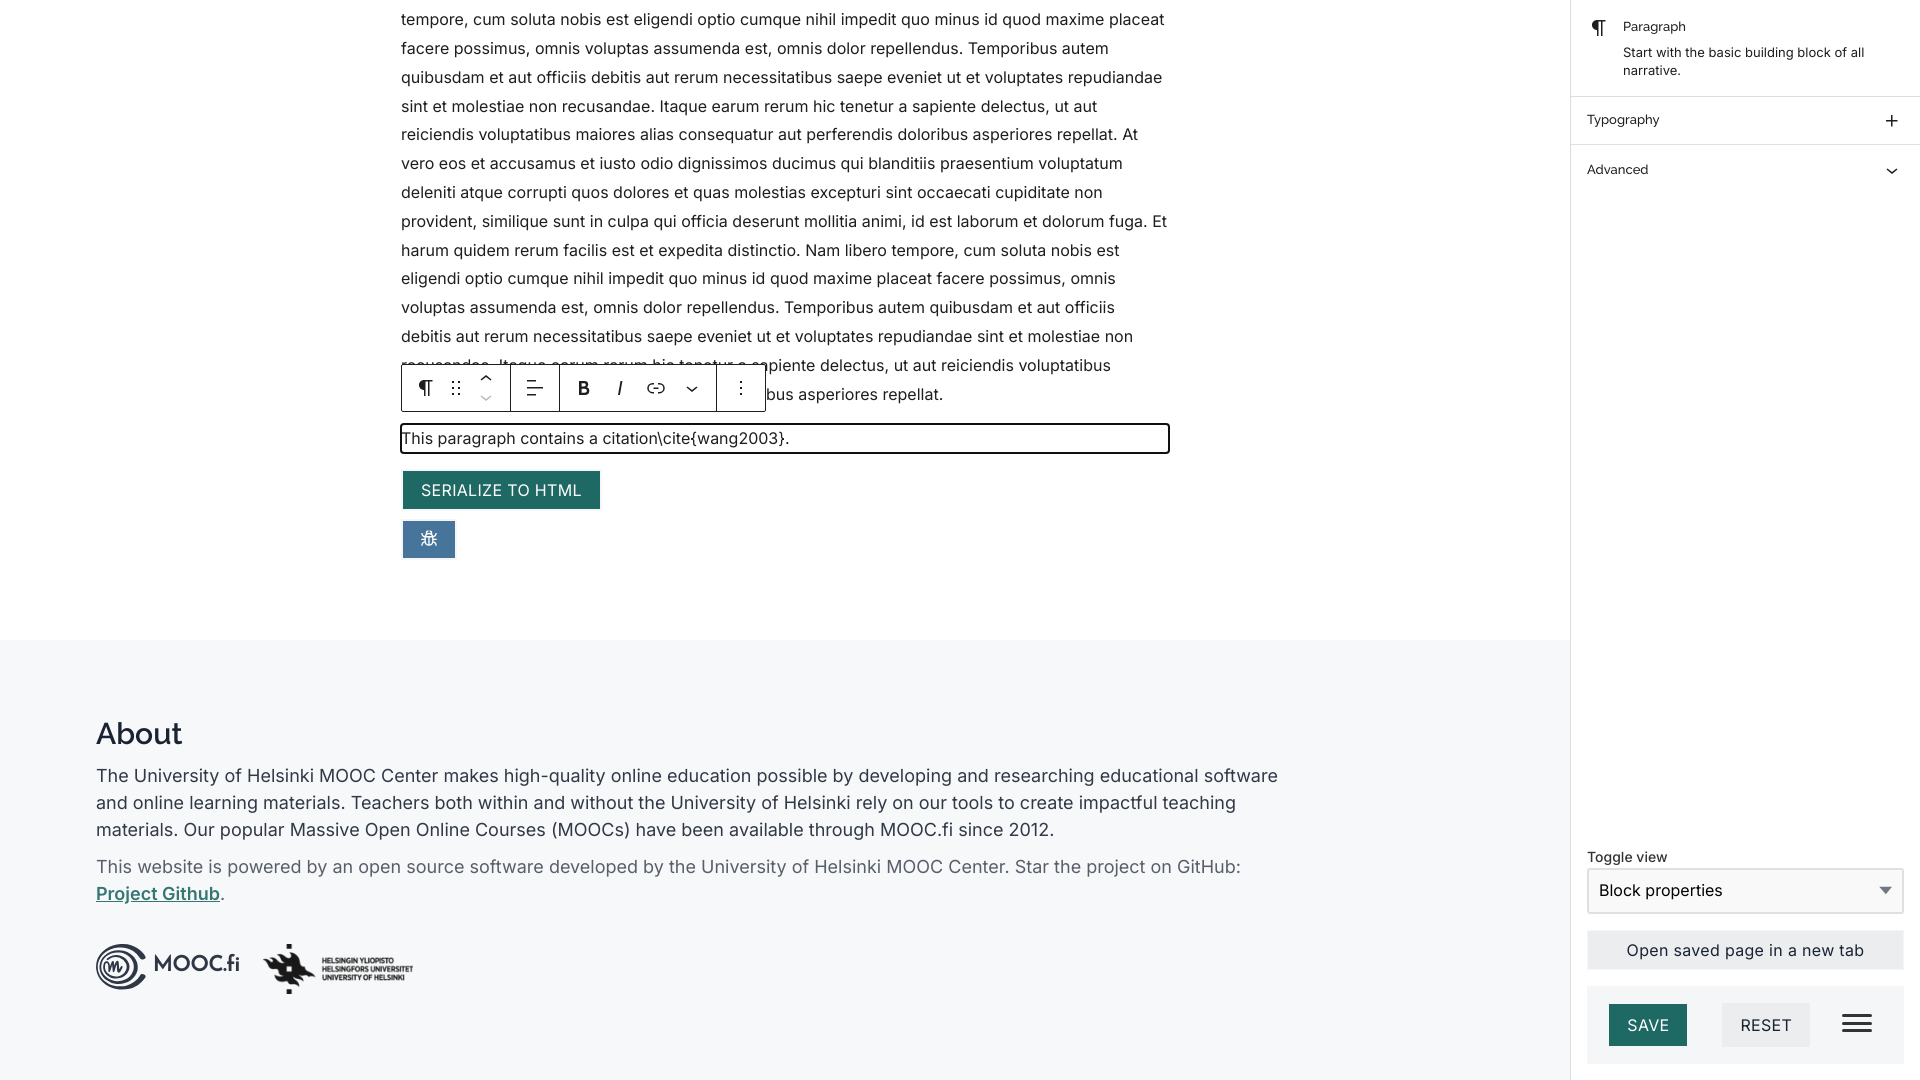 tempore, cum soluta nobis est eligendi optio cumque nihil impedit quo minus id quod maxime placeat
facere possimus, omnis voluptas assumenda est, omnis dolor repellendus. Temporibus autem
quibusdam et aut officiis debitis aut rerum necessitatibus saepe eveniet ut et voluptates repudiandae
sint et molestiae non recusandae. Itaque earum rerum hic tenetur a sapiente delectus, ut aut
reiciendis voluptatibus maiores alias consequatur aut perferendis doloribus asperiores repellat. At
vero eos et accusamus et iusto odio dignissimos ducimus qui blanditiis praesentium voluptatum
deleniti atque corrupti quos dolores et quas molestias excepturi sint occaecati cupiditate non
provident, similique sunt in culpa qui officia deserunt mollitia animi, id est laborum et dolorum fuga. Et
harum quidem rerum facilis est et expedita distinctio. Nam libero tempore, cum soluta nobis est
eligendi optio cumque nihil impedit quo minus id quod maxime placeat facere possimus, omnis
voluptas assumenda est, omnis dolor repellendus. Temporibus autem quibusdam et aut officiis
debitis aut rerum necessitatibus saepe eveniet ut et voluptates repudiandae sint et molestiae non
sapiente delectus, ut aut reiciendis voluptatibus
bus asperiores repellat.
B I
This paragraph contains a citation\cite{wang2003}.
SERIALIZE TO HTML
About
The University of Helsinki MOOC Center makes high-quality online education possible by developing and researching educational software
and online learning materials. Teachers both within and without the University of Helsinki rely on our tools to create impactful teaching
materials. Our popular Massive Open Online Courses (MOOCs) have been available through MOOC.fi since 2012.
This website is powered by an open source software developed by the University of Helsinki MOOC Center. Star the project on GitHub:
Project Github.
MOOC.fi
HELSINGIN YLIOPISTO
HELSINGFORS UNIVERSITET
UNIVERSITY OF HELSINKI
Paragraph
Start with the basic building block of all
narrative.
Typography
Advanced
Toggle view
Block properties
Open saved page in a new tab
SAVE
RESET